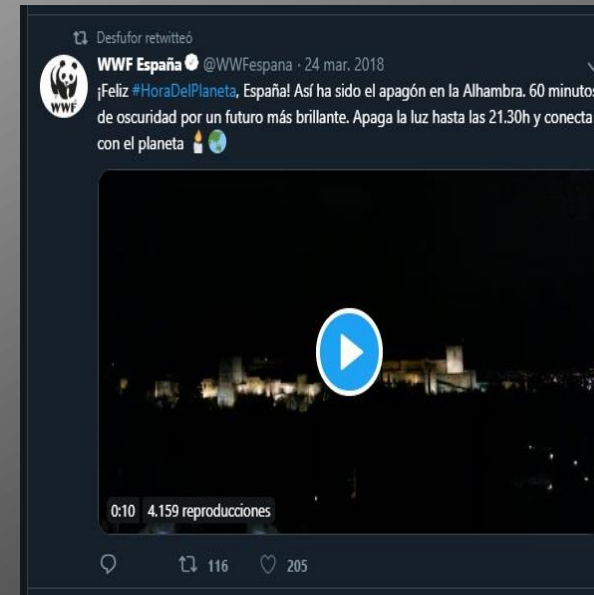 Desfufor retwitteó
WWF España @WWFespana · 24 mar. 2018
¡Feliz #HoraDelPlaneta, España! Así ha sido el apagón en la Alhambra. 60 minutos
de oscuridad por un futuro más brillante. Apaga la luz hasta las 21.30h y conecta
con el planeta 🕯️🌏
WWF
0:10 4.159 reproducciones
116 205